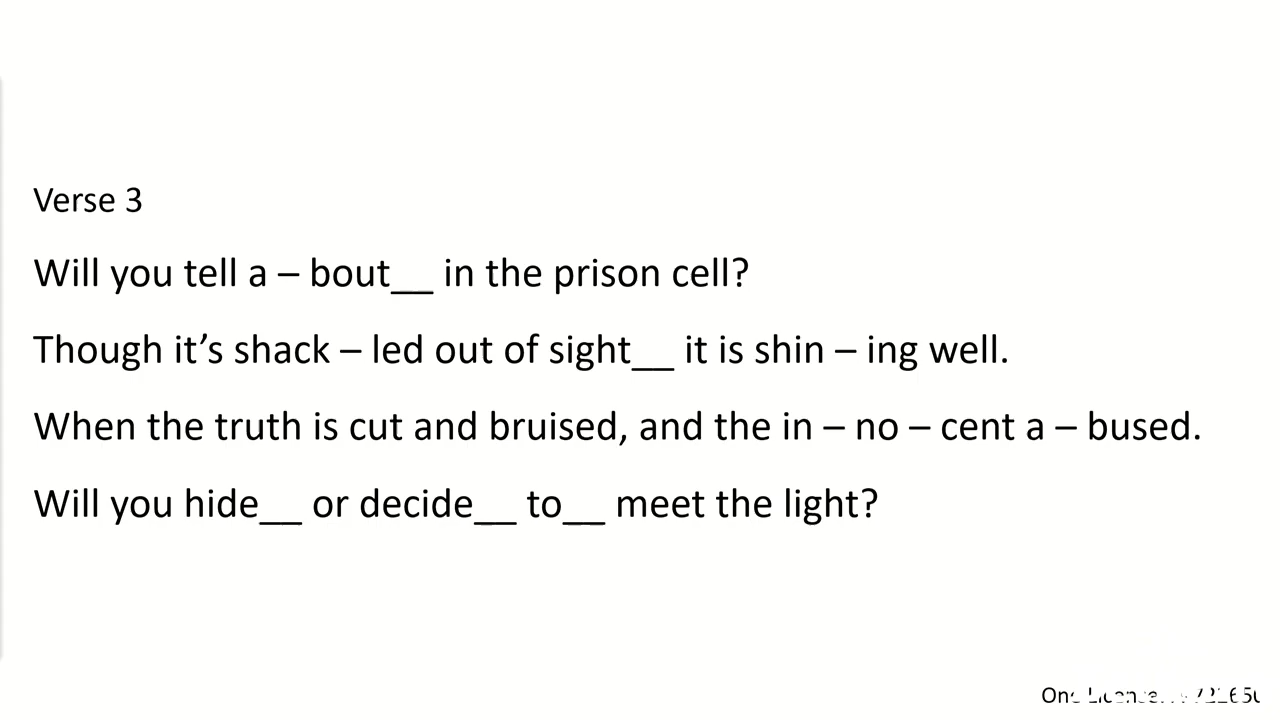 Verse 3
Will you tell a – bout__ in the prison cell?
Though it’s shack – led out of sight__ it is shin – ing well.
When the truth is cut and bruised, and the in – no – cent a – bused.
Will you hide__ or decide__ to__ meet the light?